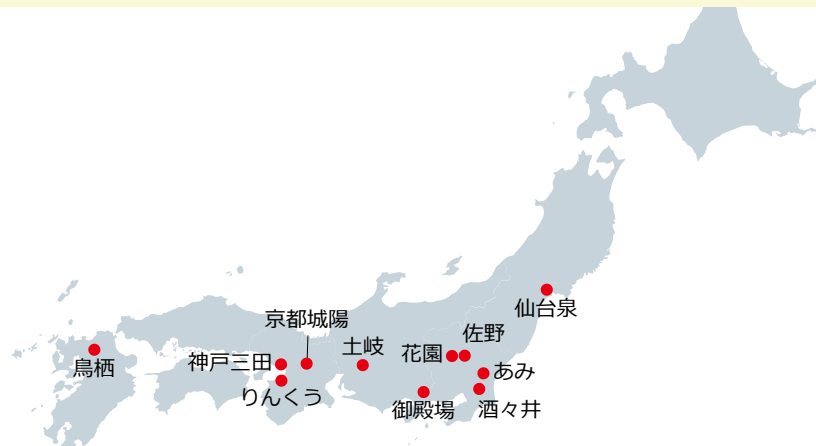 仙台泉
京都城陽
佐野
土岐
花園
神戸三田
鳥栖
あみ
りんくう
御殿場
酒々井